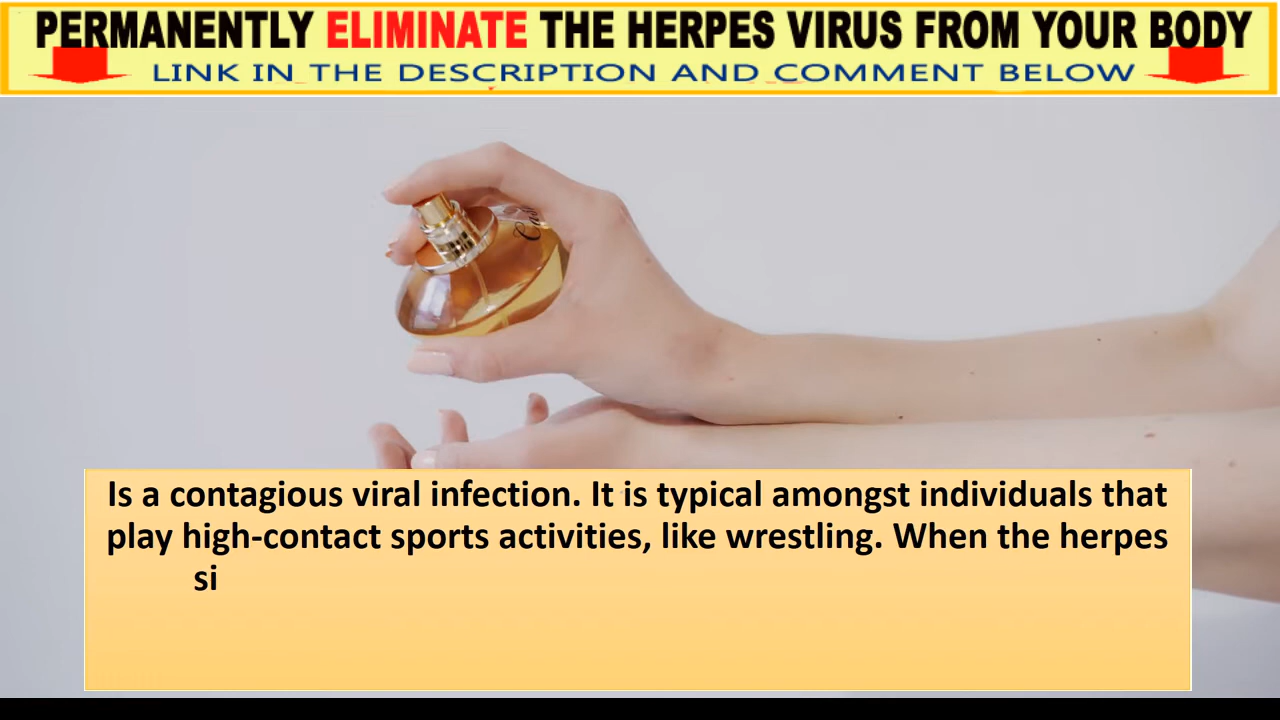 PERMANENTLY ELIMINATE THE HERPES VIRUS FROM YOUR BODY
LINK IN THE DESCRIPTION AND COMMENT BELOW
Is a contagious viral infection. It is typical amongst individuals that
play high-contact sports activities, like wrestling. When the herpes
si